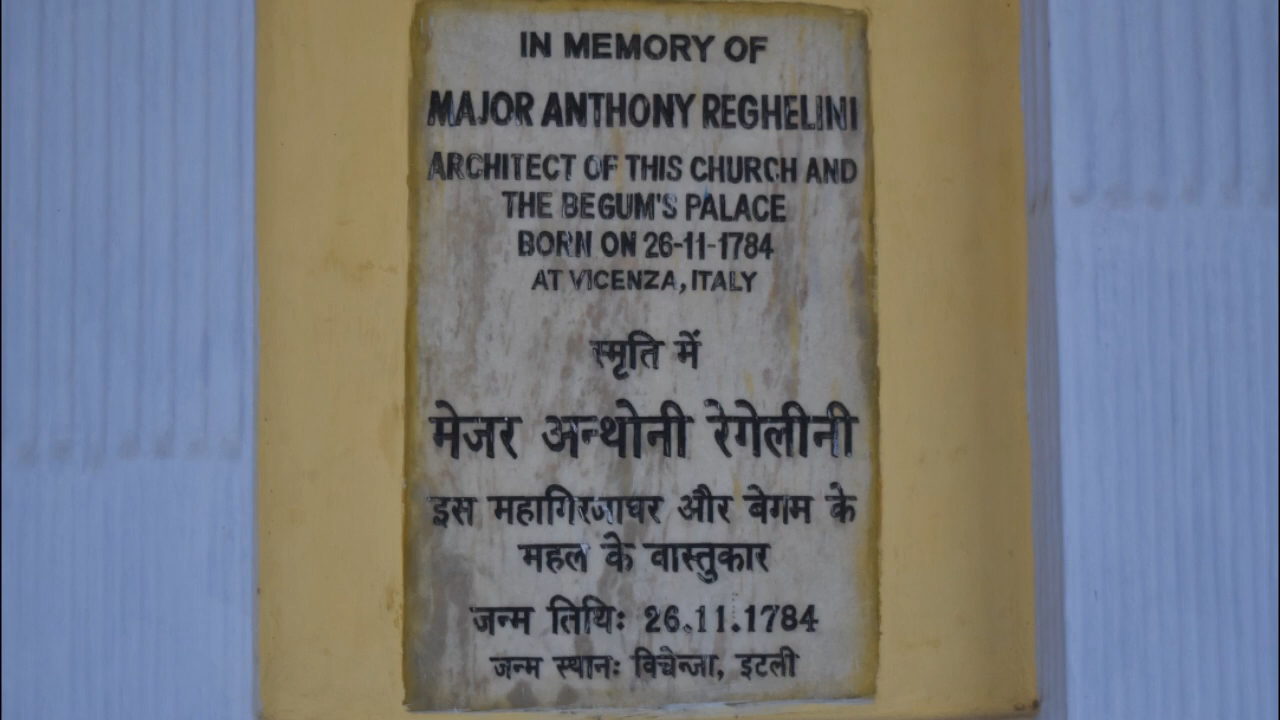 IN MEMORY OF
MAJOR ANTHONY REGHELINI
ARCHITECT OF THIS CHURCH AND
THE BEGUM'S PALACE
BORN ON 26-11-1784
AT VICENZA, ITALY
स्मृति में
मेजर अन्थोनी रेगेलीनी
इस महागिरजाघर और बेगम के
महल के वास्तुकार
जन्म तिथिः 26.11.1784
जन्म स्थानः विचेन्जा, इटली